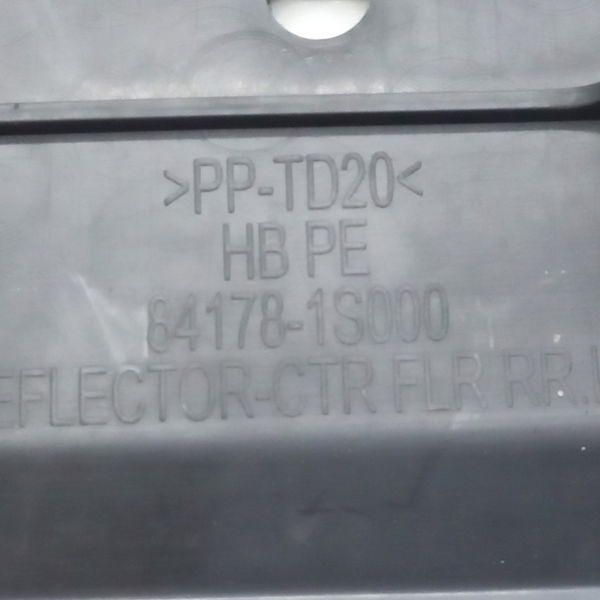 >PP-TD20<
HB PE
84178-1S000
EFLECTOR-CTR FLR RR.